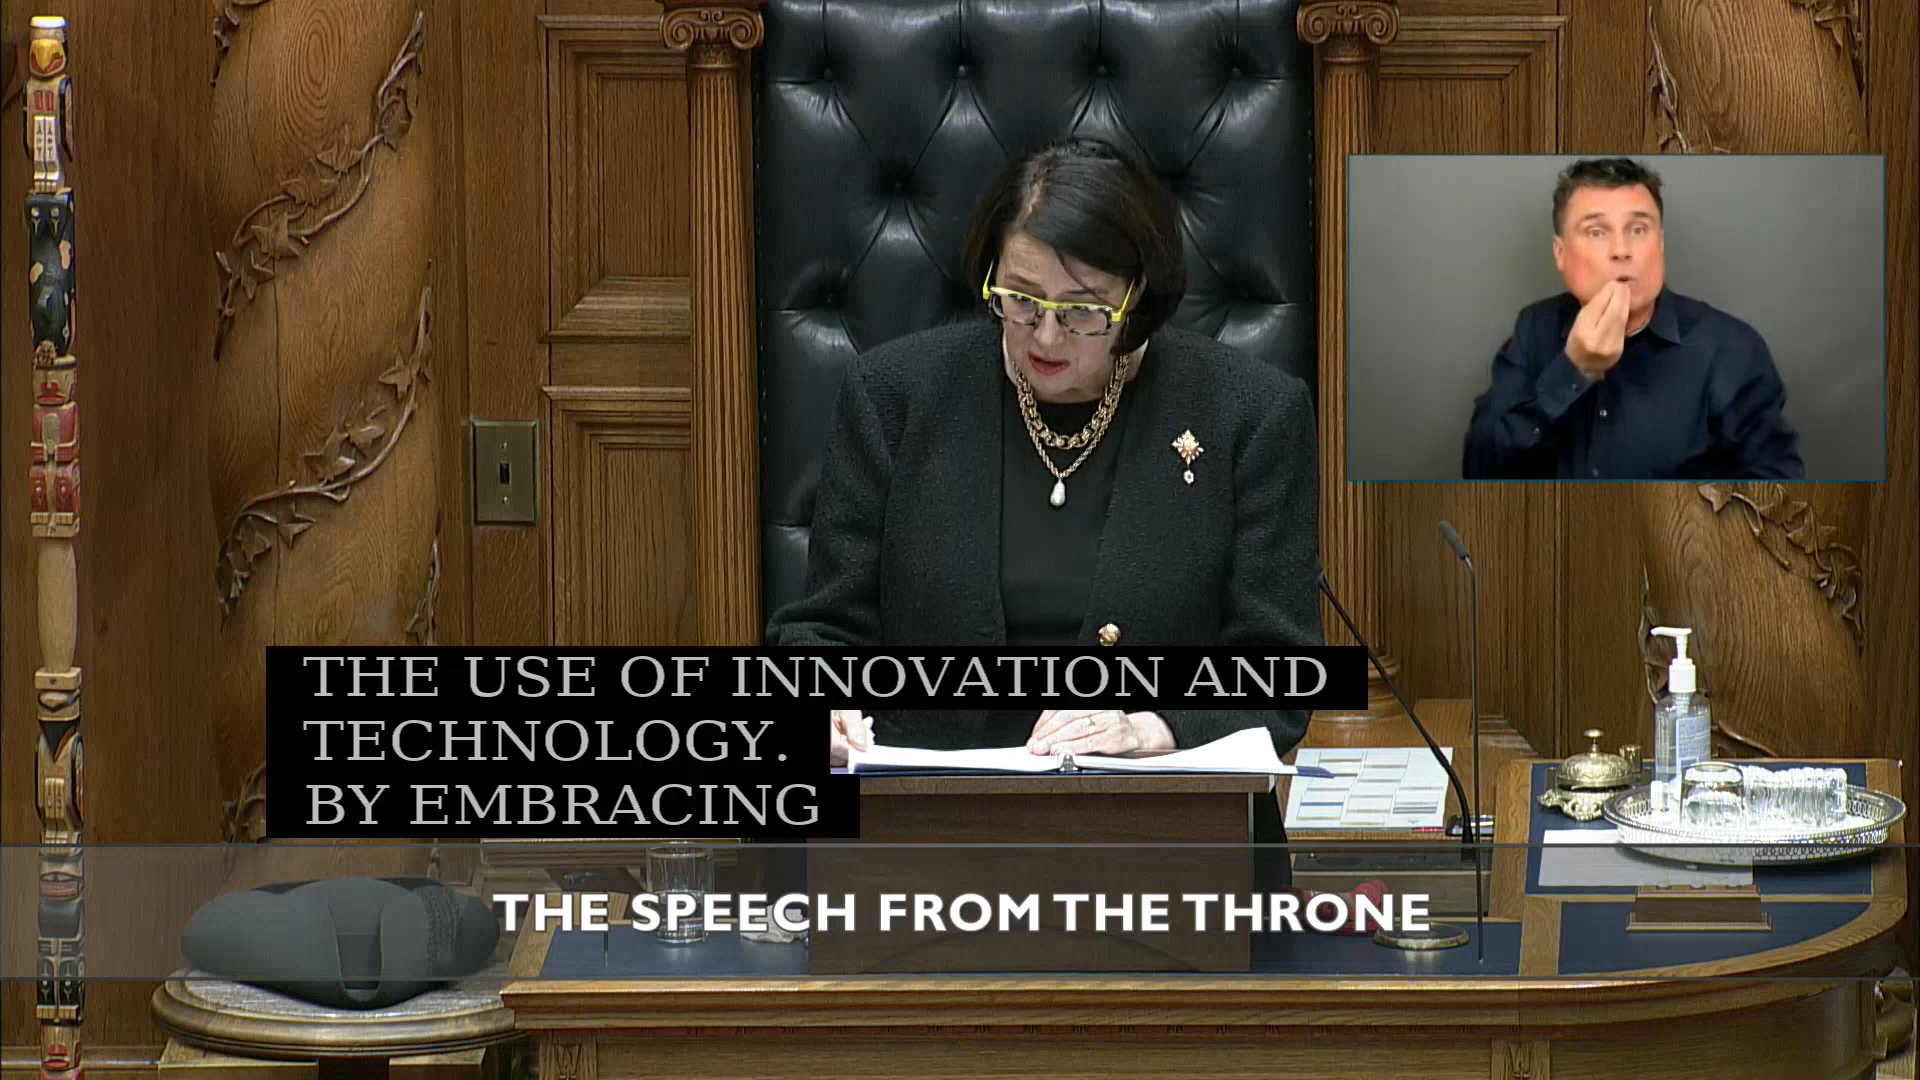 THE USE OF INNOVATION AND
TECHNOLOGY.
BY EMBRACING
THE SPEECH FROM THE THRONE